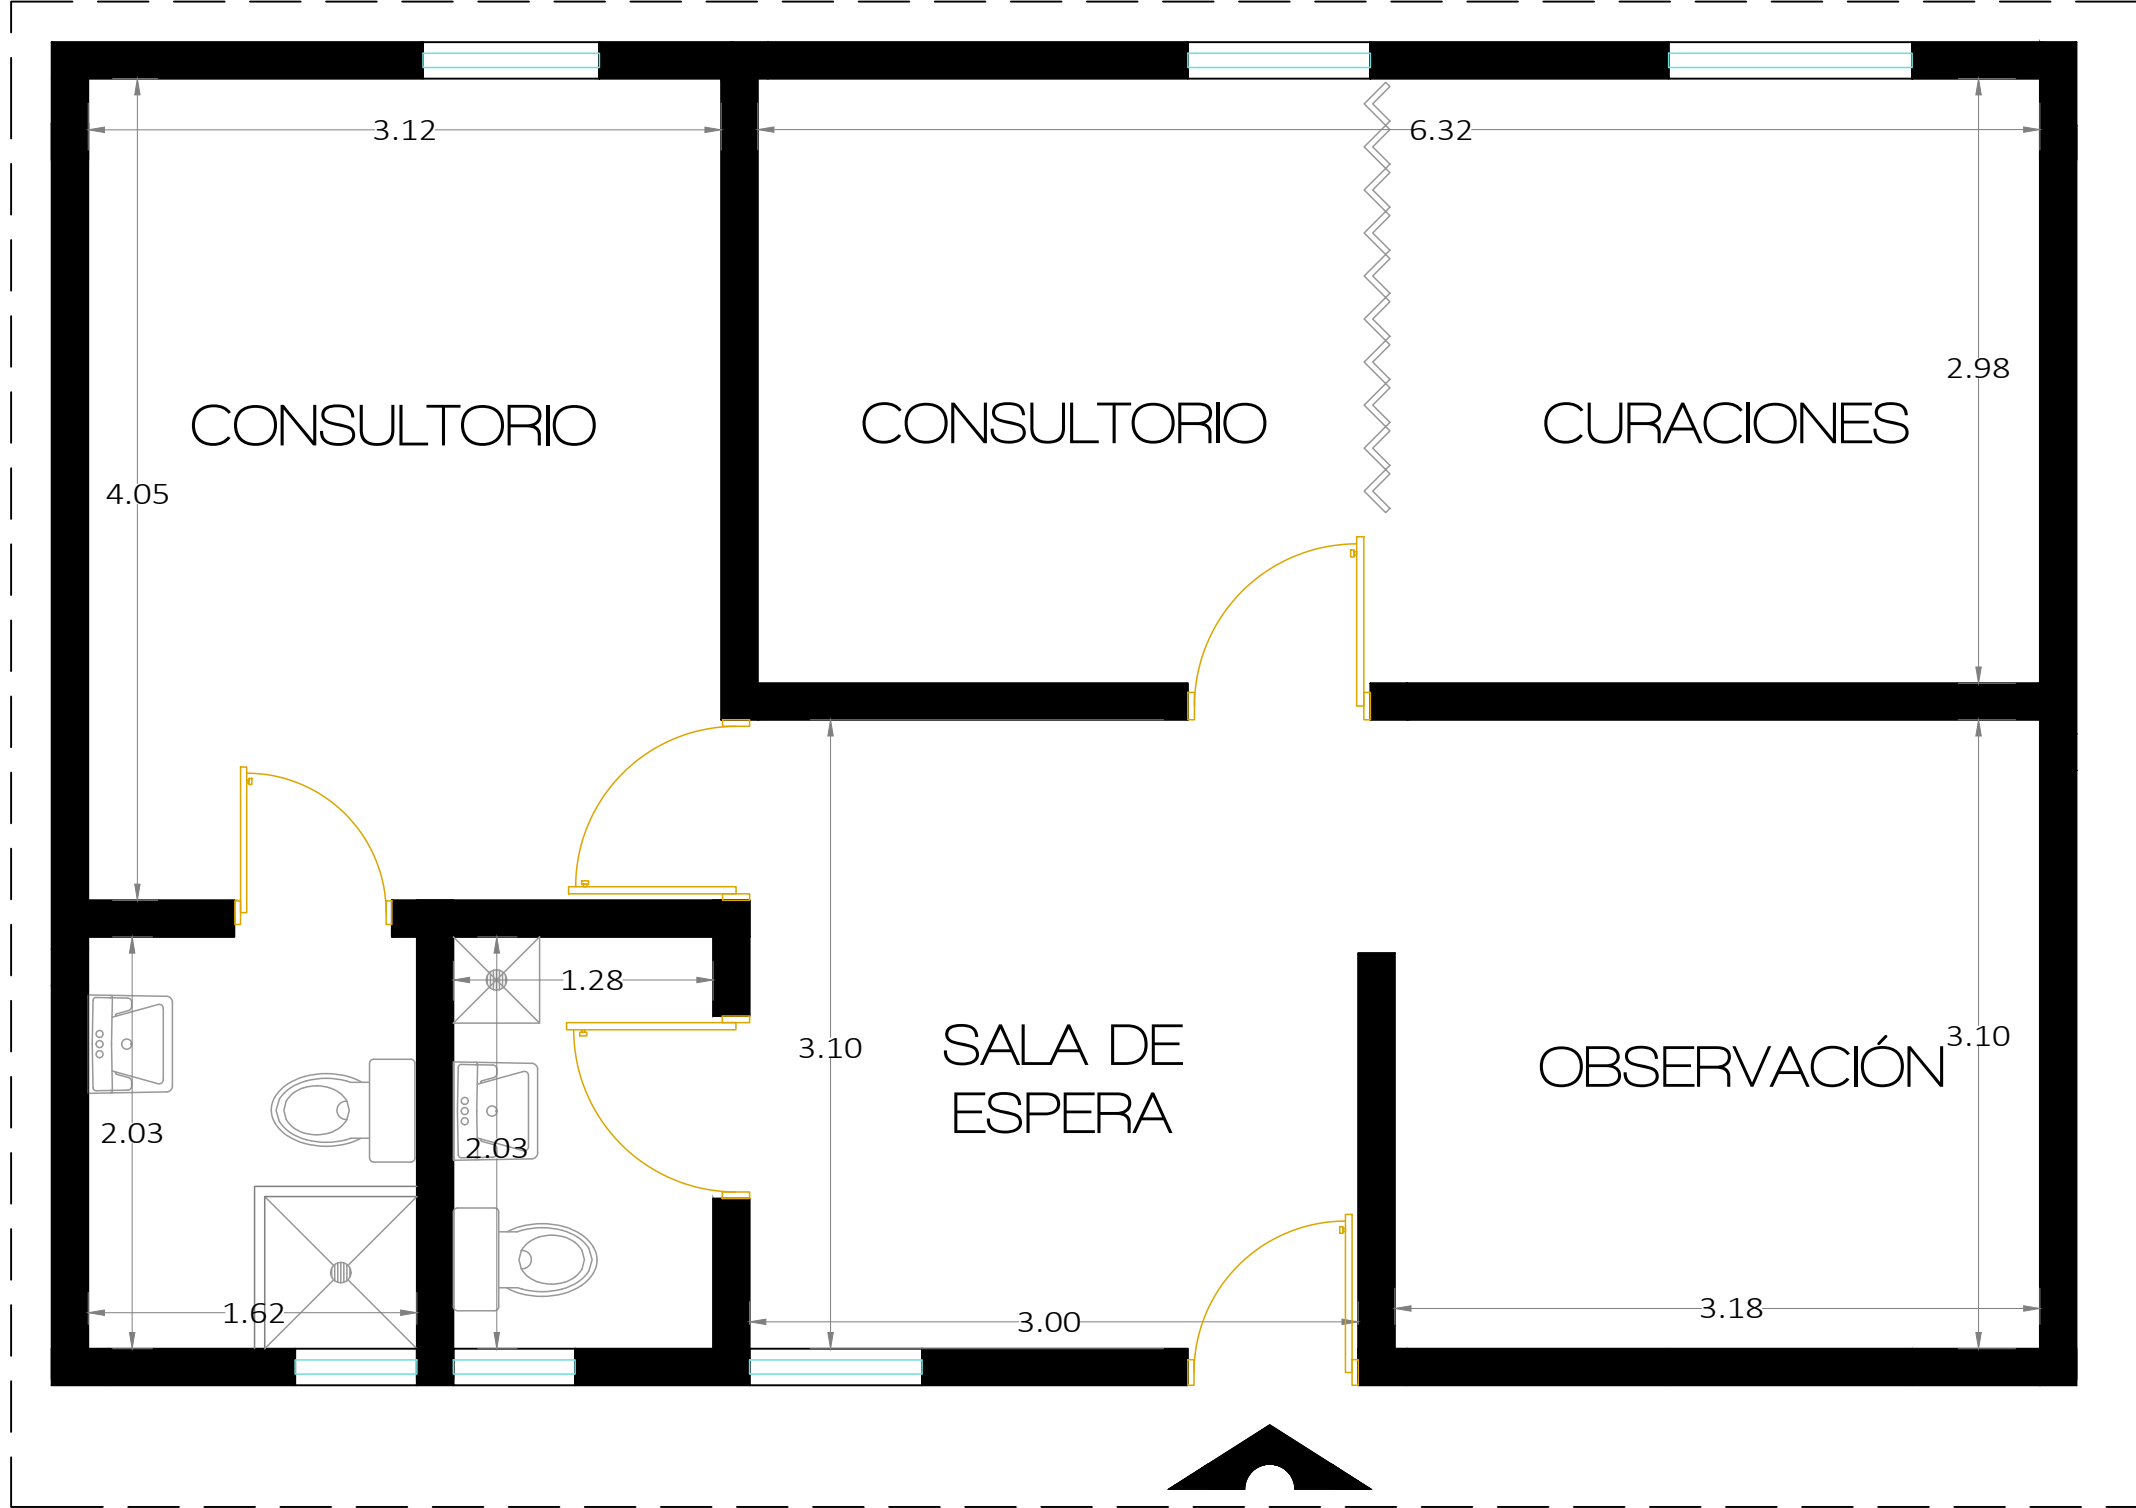 3.12
6.32
2.98
CONSULTORIO
CONSULTORIO
CURACIONES
4.05
1.28
SALA DE
ESPERA
3.10
OBSERVACIÓN
3.10
2.03
2.03
1.62
3.00
3.18